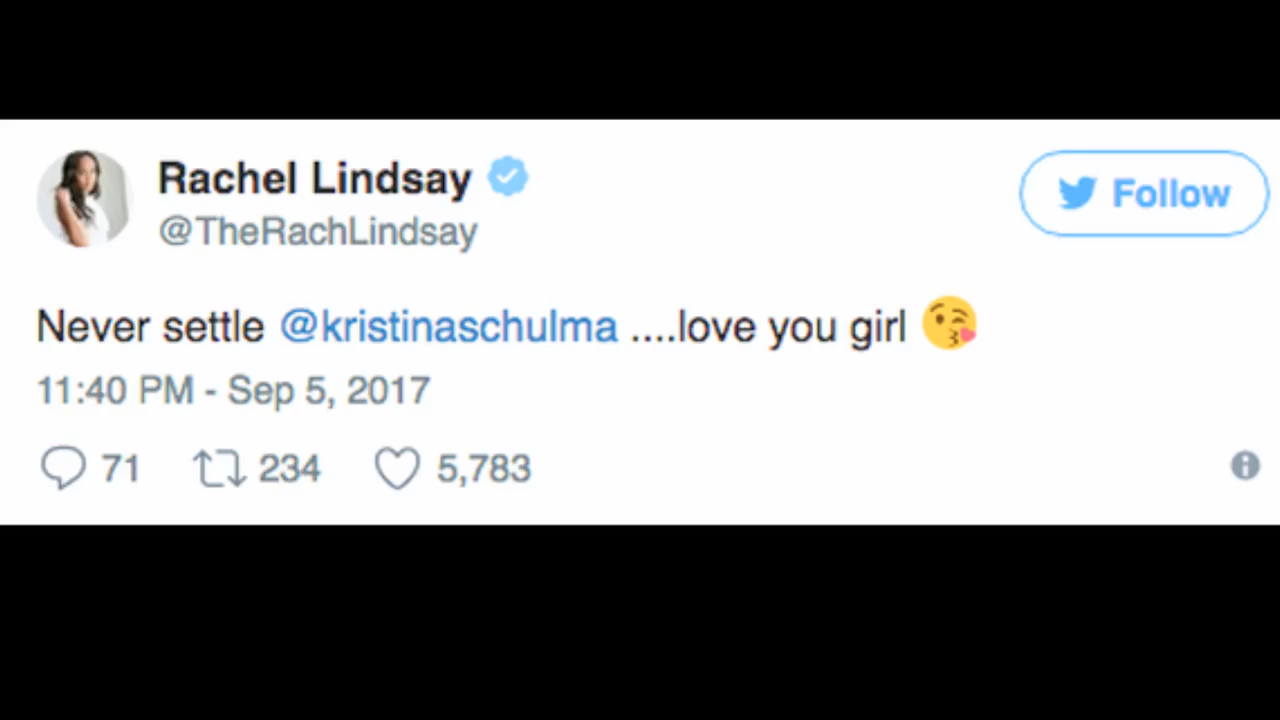 Rachel Lindsay
@TheRachLindsay
Follow
Never settle @kristinaschulma ....love you girl 😘
11:40 PM - Sep 5, 2017
71 234 5,783